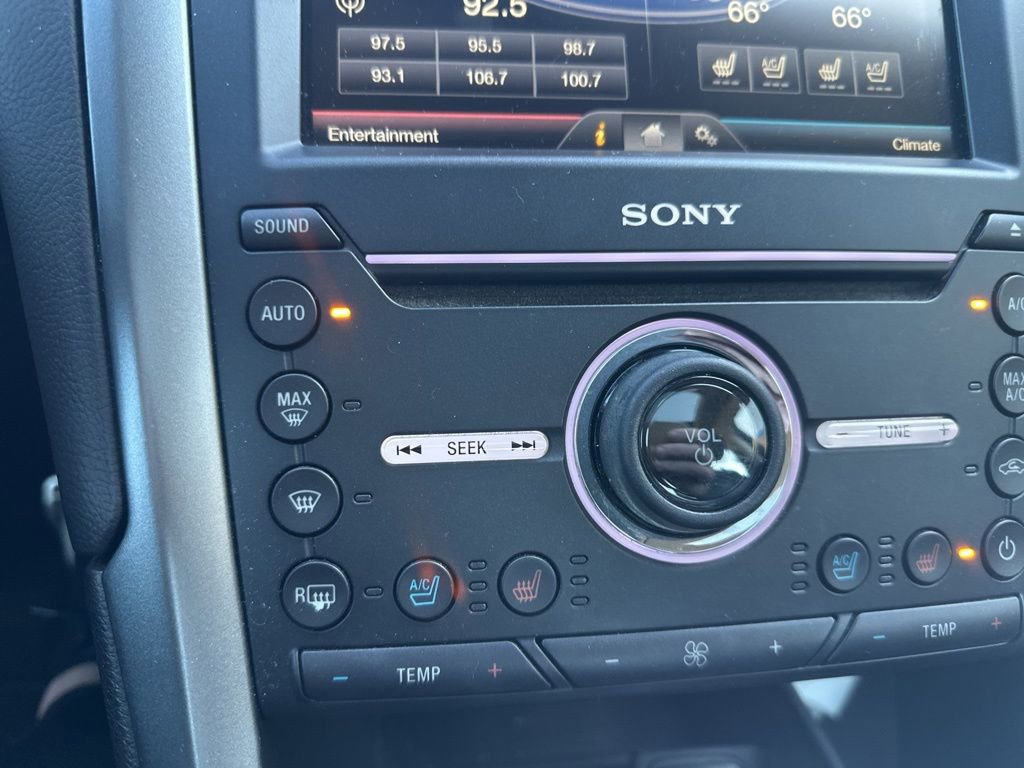 92.5
66° 66°
97.5 95.5 98.7
93.1 106.7 100.7
A/C A/C
Entertainment i Climate
SONY
SOUND
AUTO A/C
MAX
MAX A/C
VOL
SEEK
− TUNE +
R
A/C A/C
− TEMP +
− +
− TEMP +